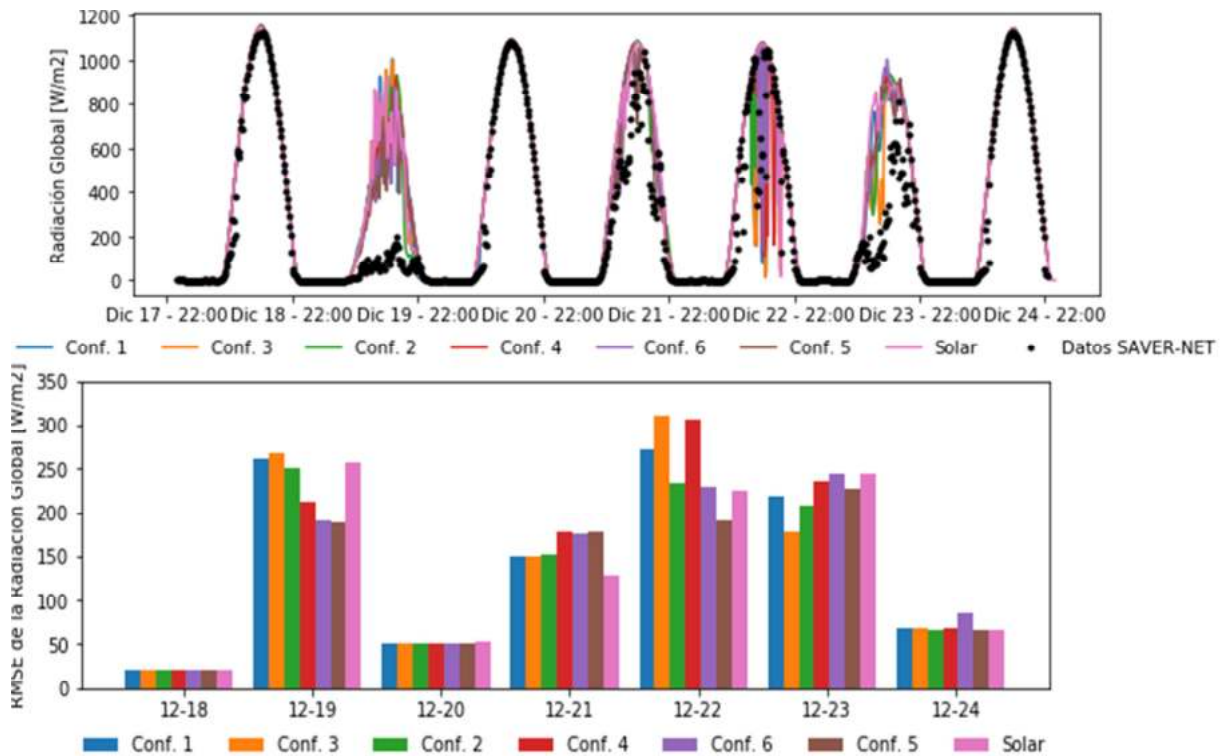 Radiación Global [W/m2]
1200
1000
800
600
400
200
0
Dic 17 - 22:00 Dic 18 - 22:00 Dic 19 - 22:00 Dic 20 - 22:00 Dic 21 - 22:00 Dic 22 - 22:00 Dic 23 - 22:00 Dic 24 - 22:00
Conf. 1 Conf. 3 Conf. 2 Conf. 4 Conf. 6 Conf. 5 Solar Datos SAVER-NET
RMSE de la Radiación Global [W/m2]
350
300
250
200
150
100
50
0
12-18 12-19 12-20 12-21 12-22 12-23 12-24
Conf. 1 Conf. 3 Conf. 2 Conf. 4 Conf. 6 Conf. 5 Solar